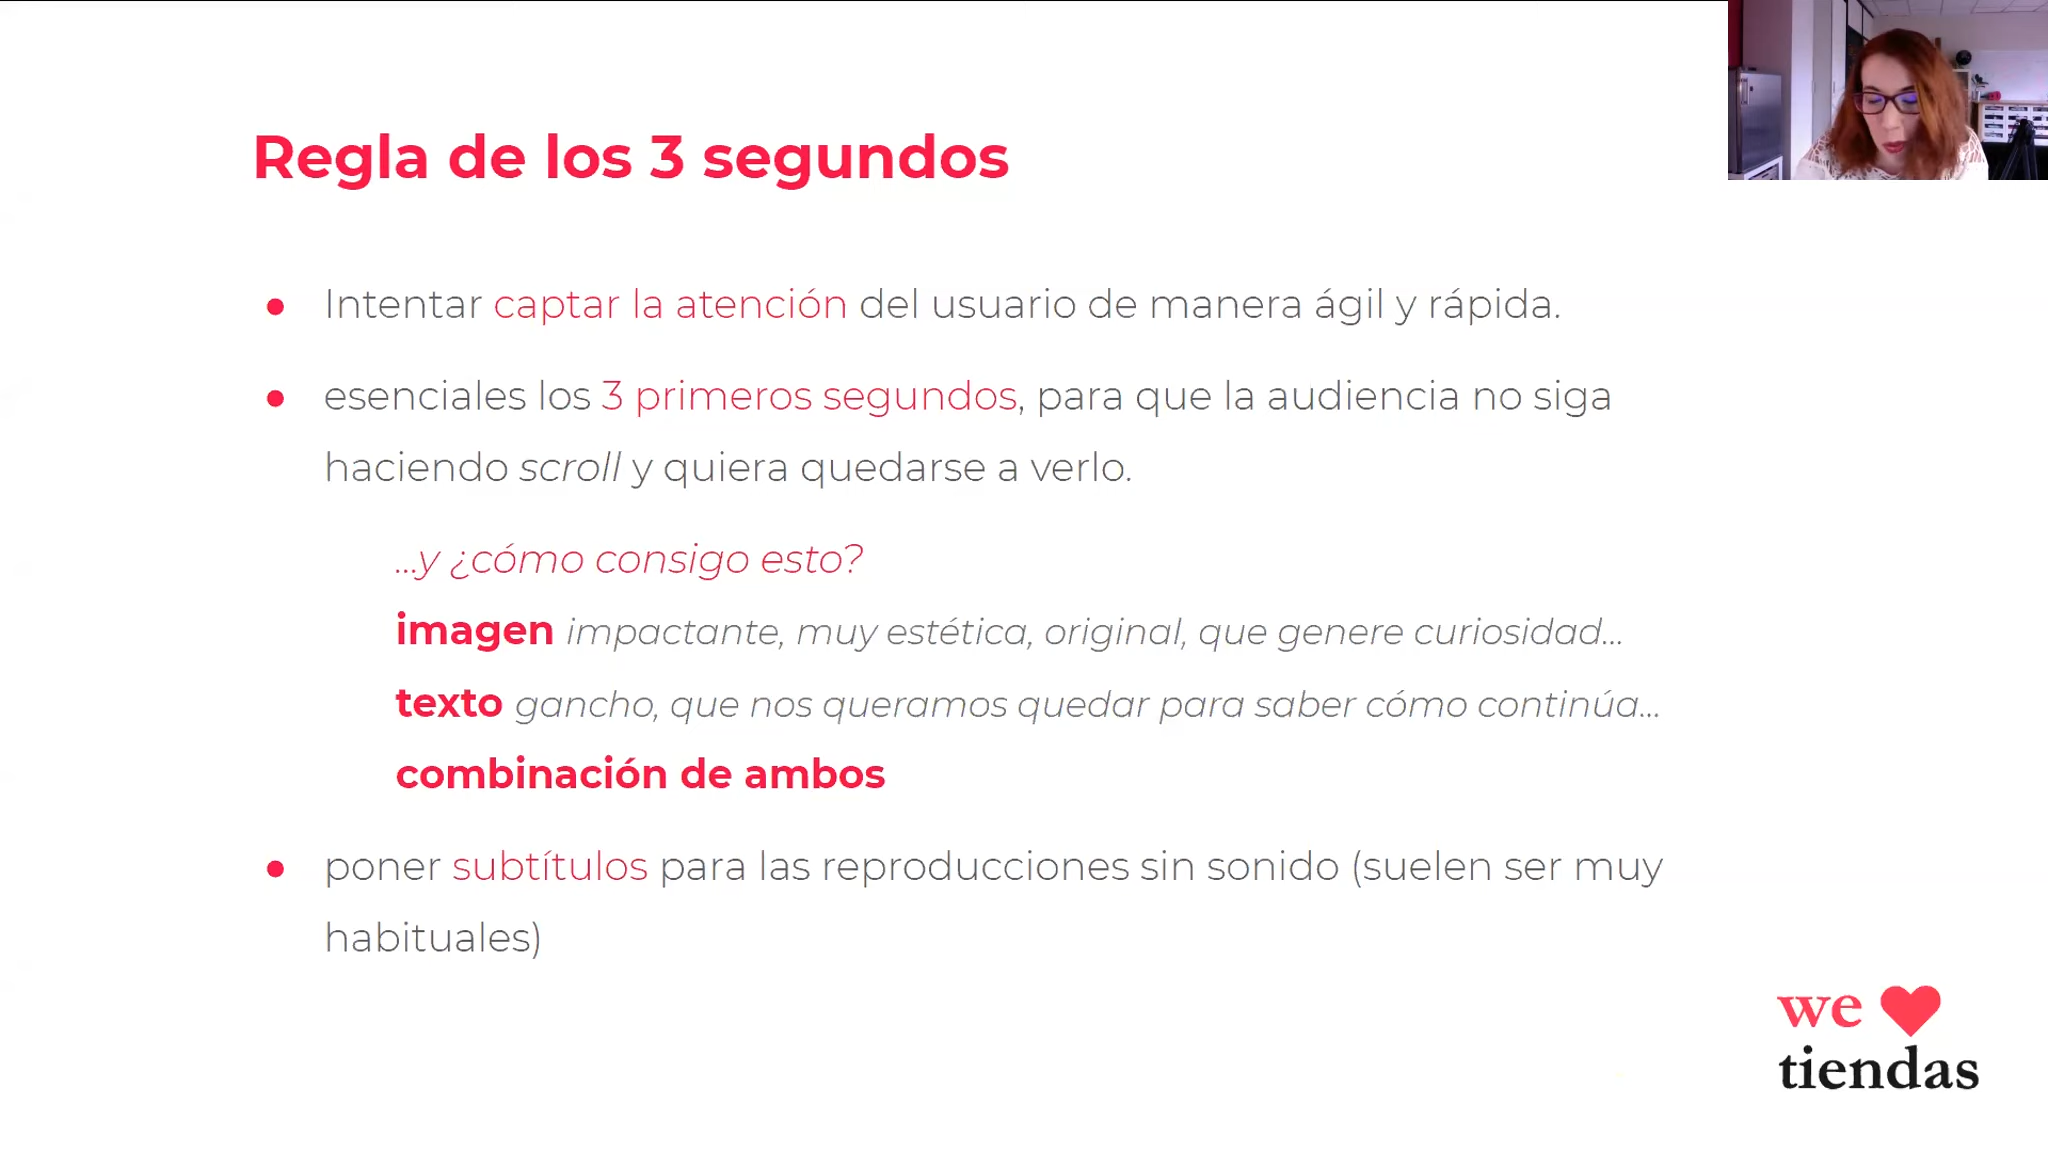 Regla de los 3 segundos
● Intentar captar la atención del usuario de manera ágil y rápida.
● esenciales los 3 primeros segundos, para que la audiencia no siga
haciendo scroll y quiera quedarse a verlo.
...y ¿cómo consigo esto?
imagen impactante, muy estética, original, que genere curiosidad...
texto gancho, que nos queramos quedar para saber cómo continúa...
combinación de ambos
● poner subtítulos para las reproducciones sin sonido (suelen ser muy
habituales)
we ❤
tiendas